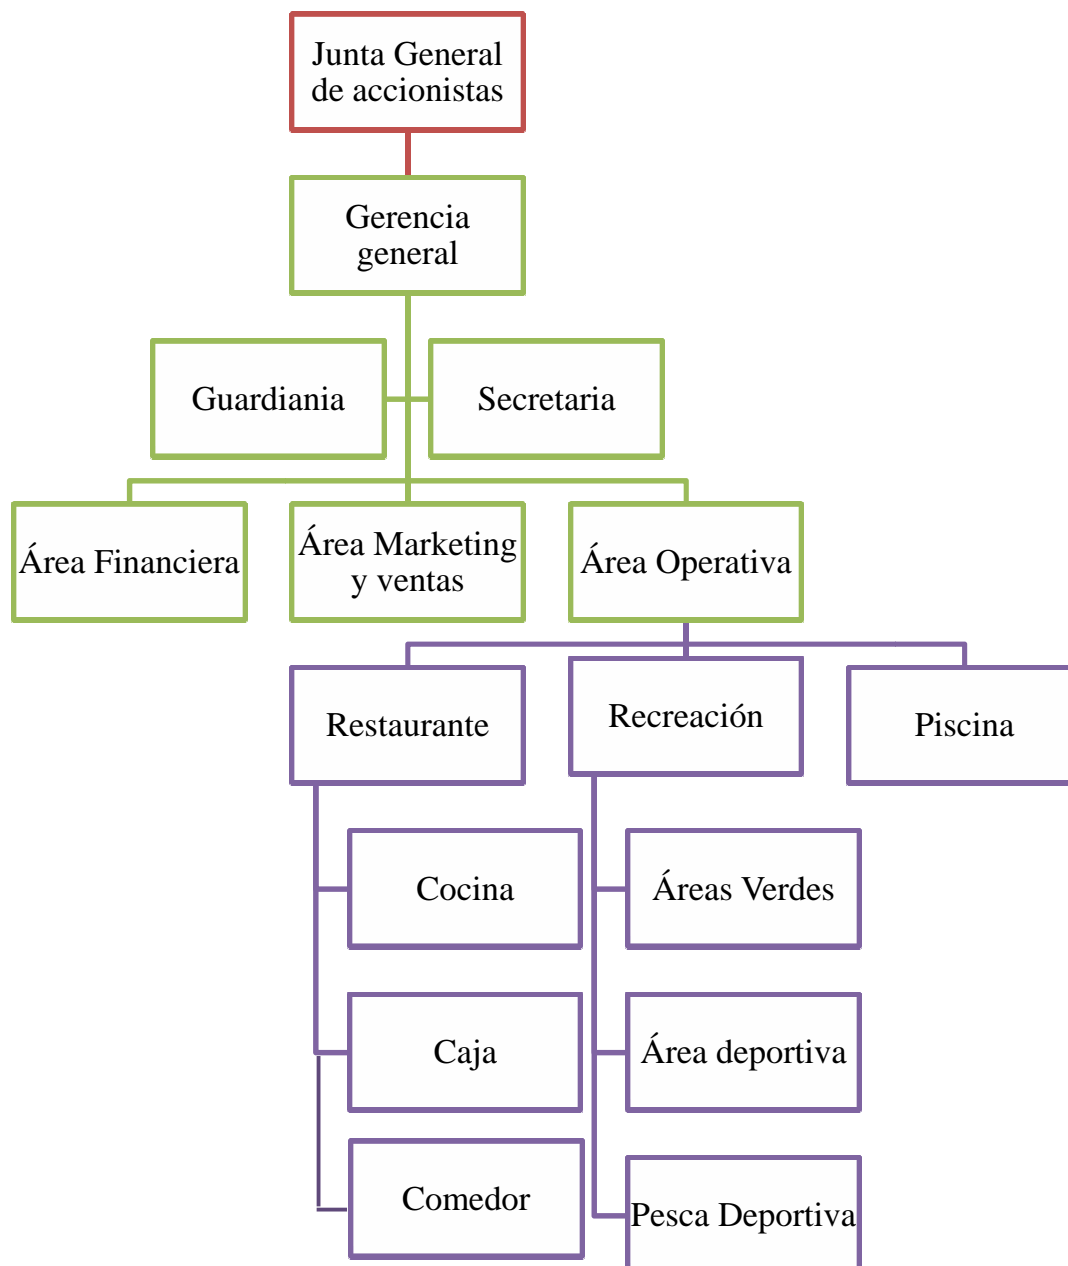 Junta General
de accionistas
Gerencia
general
Guardiania
Secretaria
Área Financiera
Área Marketing
y ventas
Área Operativa
Restaurante
Recreación
Piscina
Cocina
Áreas Verdes
Caja
Área deportiva
Comedor
Pesca Deportiva